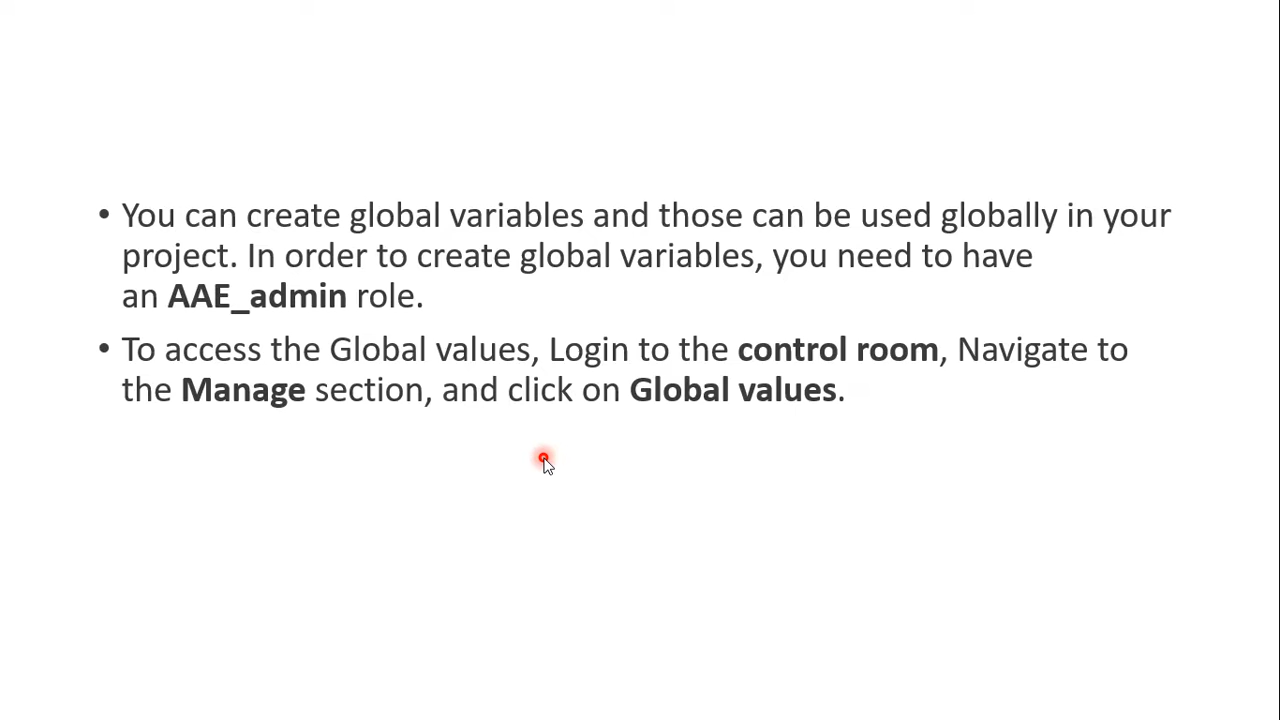 • You can create global variables and those can be used globally in your
project. In order to create global variables, you need to have
an AAE_admin role.
• To access the Global values, Login to the control room, Navigate to
the Manage section, and click on Global values.